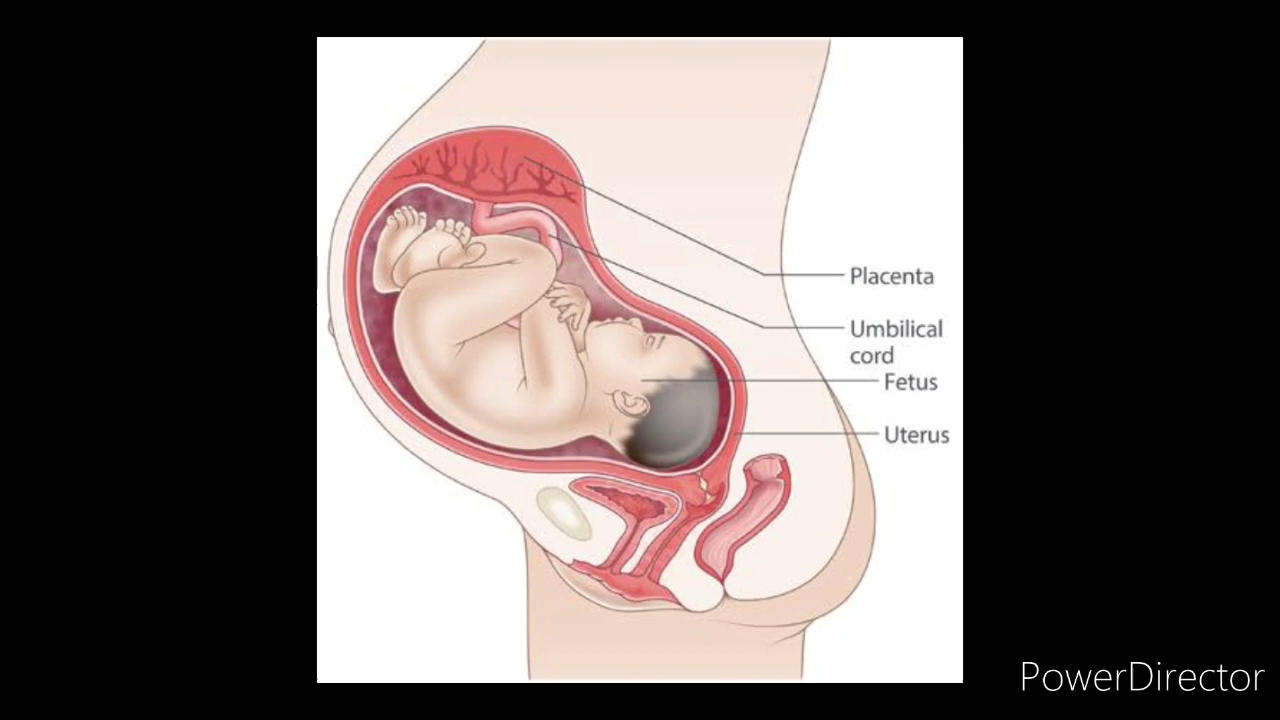 Placenta
Umbilical
cord
Fetus
Uterus
PowerDirector